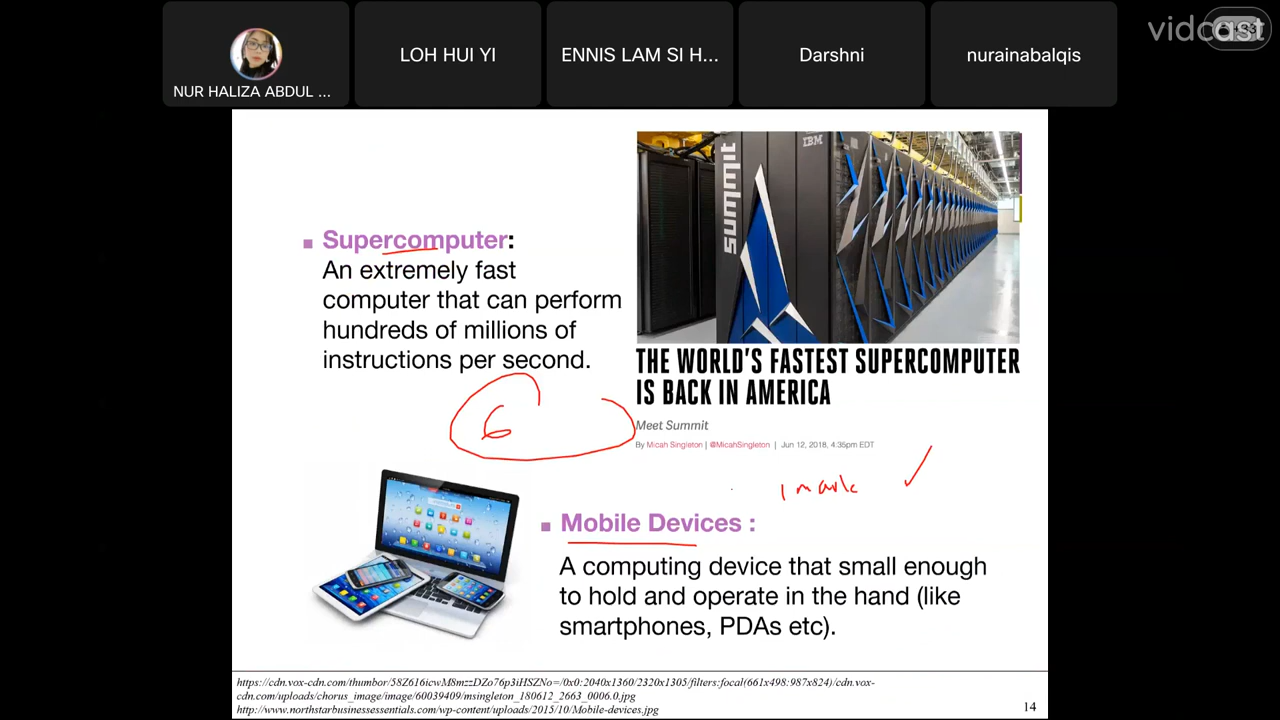 vidcast
NUR HALIZA ABDUL ...
LOH HUI YI
ENNIS LAM SI H...
Darshni
nurainabalqis
summit
IBM
■ Supercomputer:
An extremely fast
computer that can perform
hundreds of millions of
instructions per second.
THE WORLD'S FASTEST SUPERCOMPUTER
IS BACK IN AMERICA
Meet Summit
By Micah Singleton | @MicahSingleton | Jun 12, 2018, 4:35pm EDT
6
1 mark ✓
■ Mobile Devices :
A computing device that small enough
to hold and operate in the hand (like
smartphones, PDAs etc).
https://cdn.vox-cdn.com/thumbor/58Z616icwM8mzzDZo76p3iHSZNo=/0x0:2040x1360/2320x1305/filters:focal(661x498:987x824)/cdn.vox-
cdn.com/uploads/chorus_image/image/60039409/msingleton_180612_2663_0006.0.jpg
http://www.northstarbusinessessentials.com/wp-content/uploads/2015/10/Mobile-devices.jpg
14